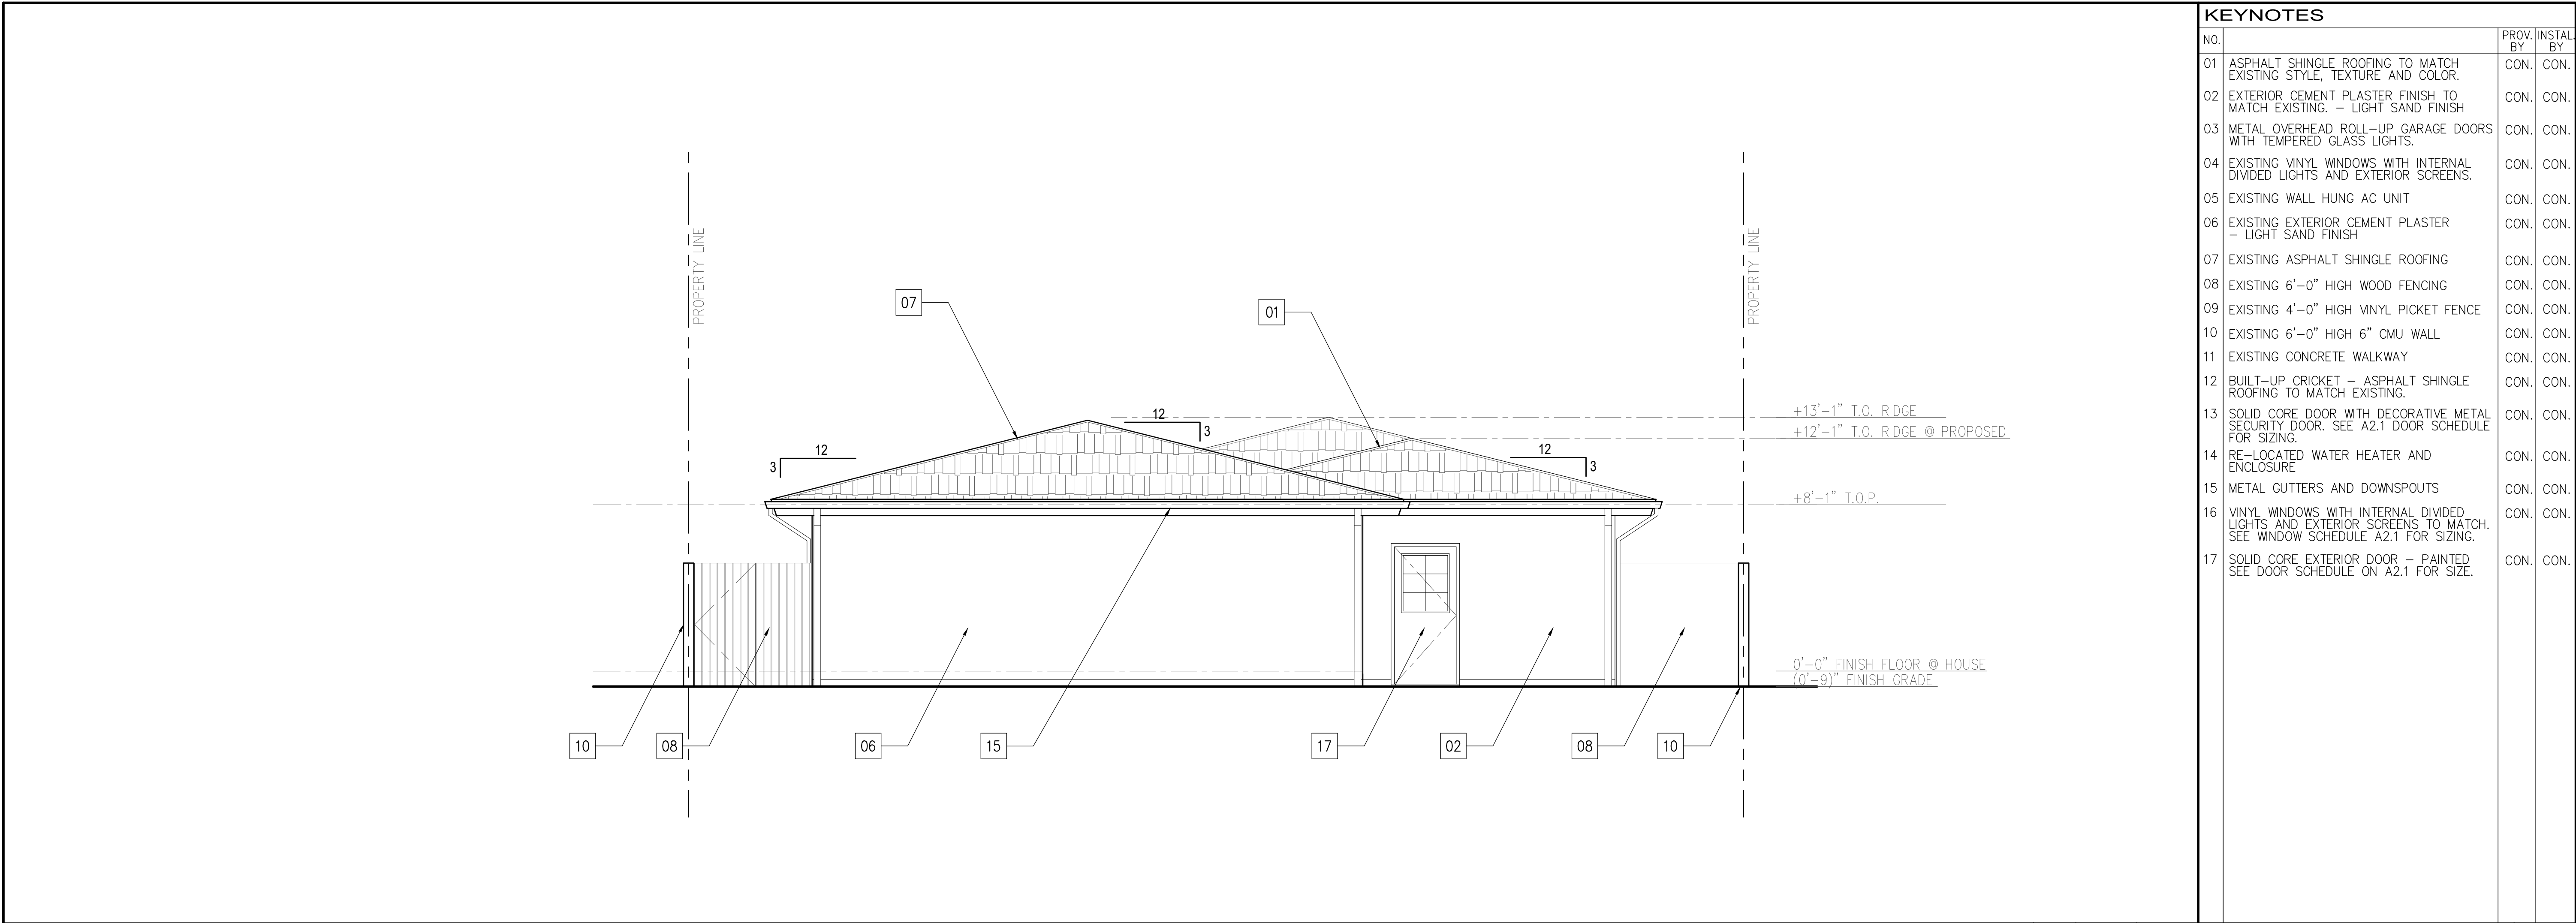 PROPERTY LINE
PROPERTY LINE
07
01
12
3
12
3
12
3
+13'-1" T.O. RIDGE
+12'-1" T.O. RIDGE @ PROPOSED
+8'-1" T.O.P.
0'-0" FINISH FLOOR @ HOUSE
(0'-9)" FINISH GRADE
10
08
06
15
17
02
08
10
KEYNOTES
NO. PROV. BY INSTAL. BY
01 ASPHALT SHINGLE ROOFING TO MATCH CON. CON.
EXISTING STYLE, TEXTURE AND COLOR.
02 EXTERIOR CEMENT PLASTER FINISH TO CON. CON.
MATCH EXISTING. – LIGHT SAND FINISH
03 METAL OVERHEAD ROLL-UP GARAGE DOORS CON. CON.
WITH TEMPERED GLASS LIGHTS.
04 EXISTING VINYL WINDOWS WITH INTERNAL CON. CON.
DIVIDED LIGHTS AND EXTERIOR SCREENS.
05 EXISTING WALL HUNG AC UNIT CON. CON.
06 EXISTING EXTERIOR CEMENT PLASTER CON. CON.
– LIGHT SAND FINISH
07 EXISTING ASPHALT SHINGLE ROOFING CON. CON.
08 EXISTING 6'-0" HIGH WOOD FENCING CON. CON.
09 EXISTING 4'-0" HIGH VINYL PICKET FENCE CON. CON.
10 EXISTING 6'-0" HIGH 6" CMU WALL CON. CON.
11 EXISTING CONCRETE WALKWAY CON. CON.
12 BUILT-UP CRICKET – ASPHALT SHINGLE CON. CON.
ROOFING TO MATCH EXISTING.
13 SOLID CORE DOOR WITH DECORATIVE METAL CON. CON.
SECURITY DOOR. SEE A2.1 DOOR SCHEDULE
FOR SIZING.
14 RE-LOCATED WATER HEATER AND CON. CON.
ENCLOSURE
15 METAL GUTTERS AND DOWNSPOUTS CON. CON.
16 VINYL WINDOWS WITH INTERNAL DIVIDED CON. CON.
LIGHTS AND EXTERIOR SCREENS TO MATCH.
SEE WINDOW SCHEDULE A2.1 FOR SIZING.
17 SOLID CORE EXTERIOR DOOR – PAINTED CON. CON.
SEE DOOR SCHEDULE ON A2.1 FOR SIZE.